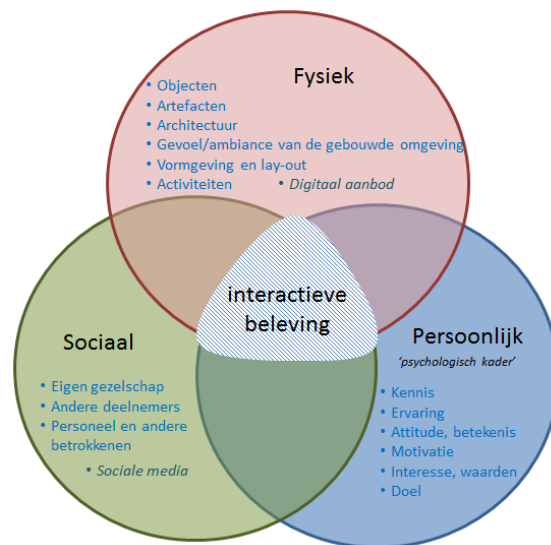 Fysiek
• Objecten
• Artefacten
• Architectuur
• Gevoel/ambiance van de gebouwde omgeving
• Vormgeving en lay-out
• Activiteiten
• Digitaal aanbod
interactieve
beleving
Sociaal
• Eigen gezelschap
• Andere deelnemers
• Personeel en andere
betrokkenen
• Sociale media
Persoonlijk
'psychologisch kader'
• Kennis
• Ervaring
• Attitude, betekenis
• Motivatie
• Interesse, waarden
• Doel